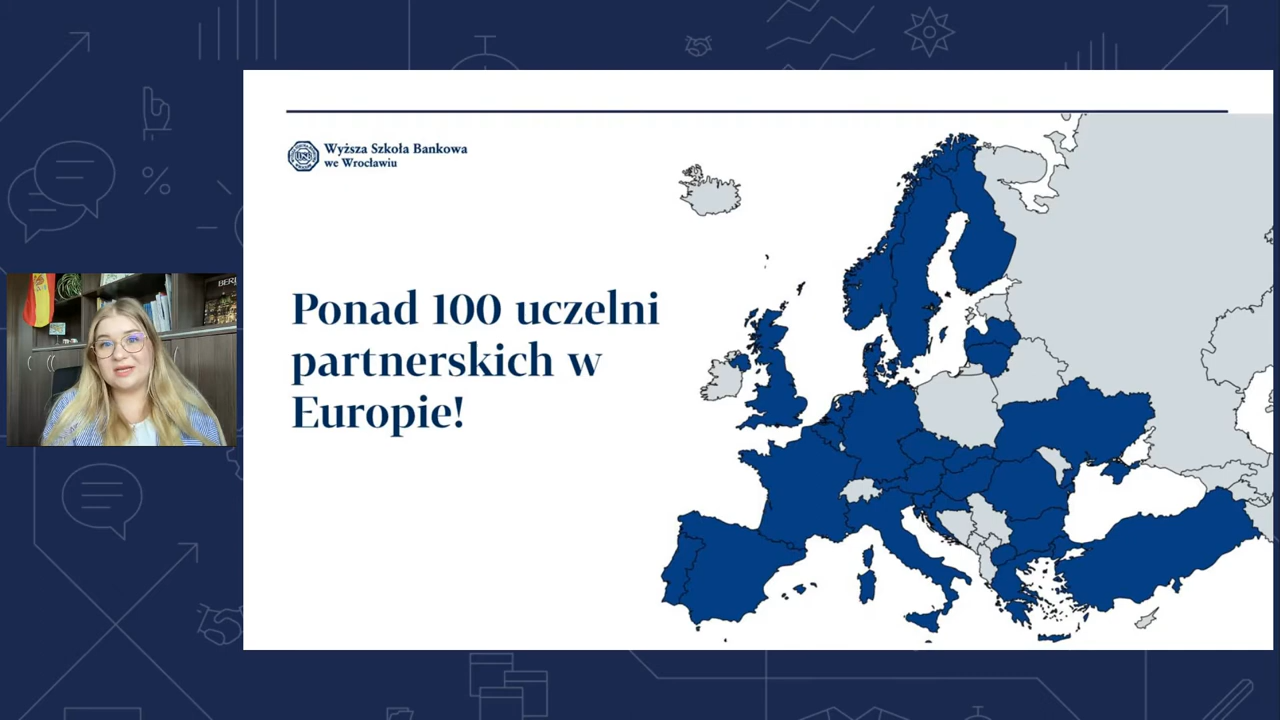 Wyższa Szkoła Bankowa
we Wrocławiu
Ponad 100 uczelni
partnerskich w
Europie!
%